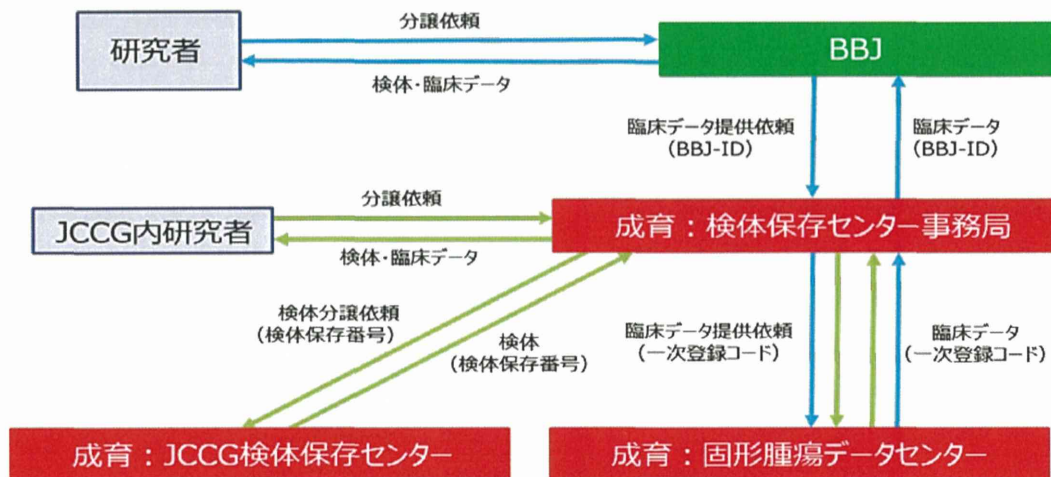 分譲依頼
研究者
BBJ
検体・臨床データ
臨床データ提供依頼
（BBJ-ID）
臨床データ
（BBJ-ID）
分譲依頼
JCCG内研究者
成育：検体保存センター事務局
検体・臨床データ
検体分譲依頼
（検体保存番号）
検体
（検体保存番号）
臨床データ提供依頼
（一次登録コード）
臨床データ
（一次登録コード）
成育：JCCG検体保存センター
成育：固形腫瘍データセンター